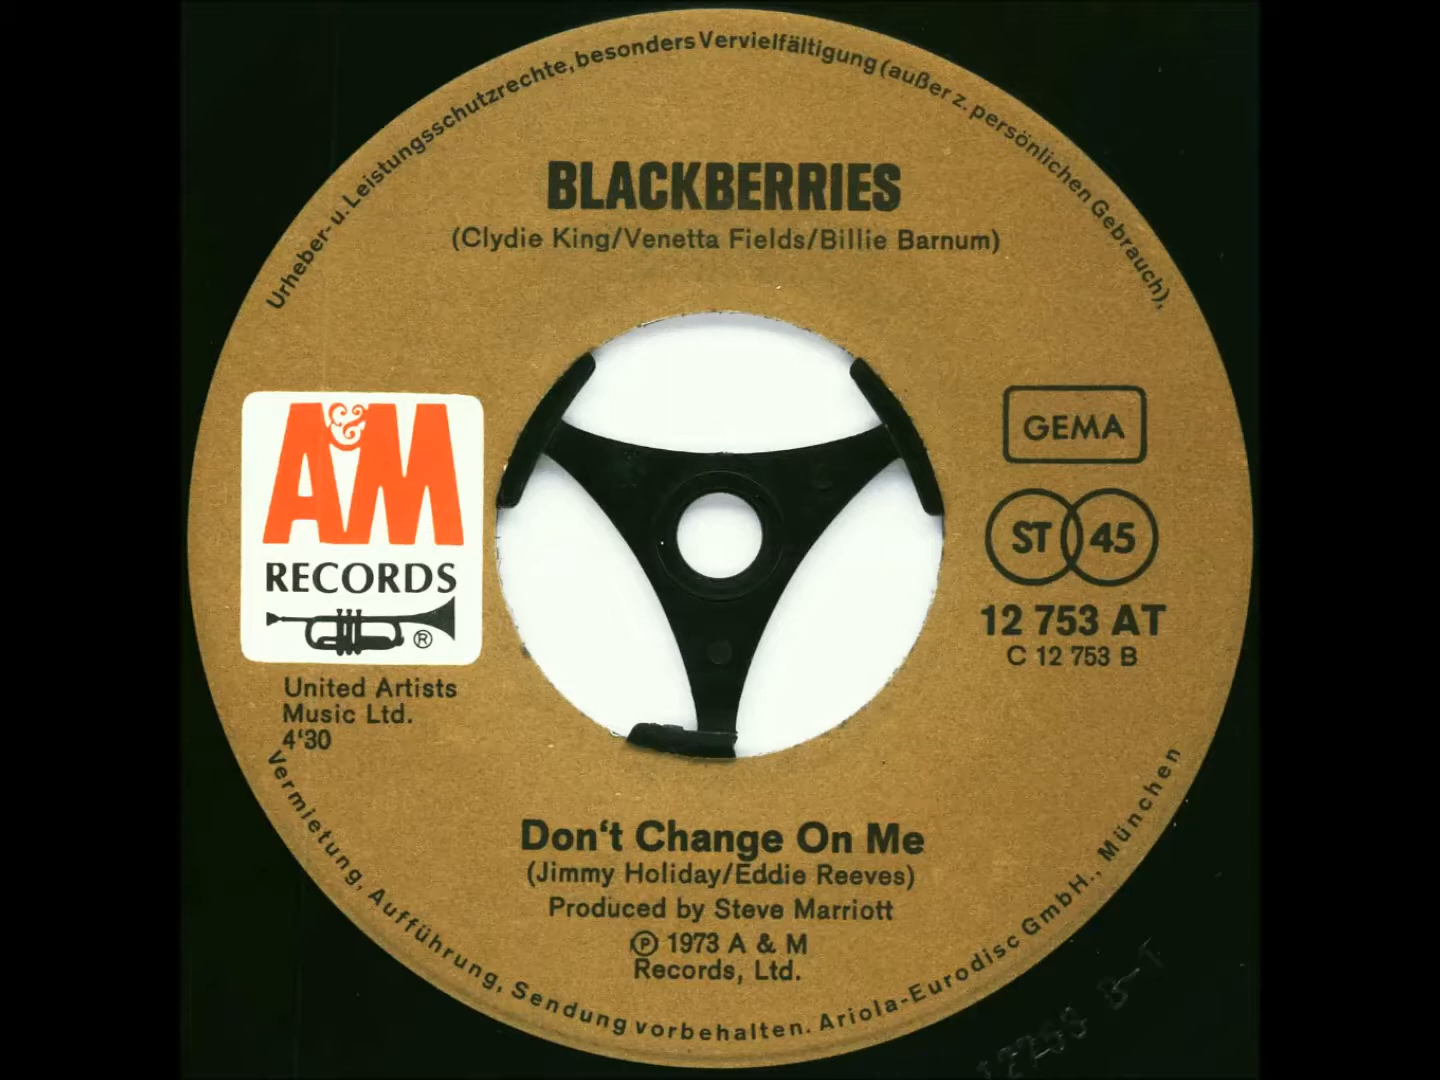 Urheber- u. Leistungsschutzrechte, besonders Vervielfältigung (außer z. persönlichen Gebrauch),
BLACKBERRIES
(Clydie King/Venetta Fields/Billie Barnum)
A&M
RECORDS
®
GEMA
ST 45
12 753 AT
C 12 753 B
United Artists
Music Ltd.
4'30
Don't Change On Me
(Jimmy Holiday/Eddie Reeves)
Produced by Steve Marriott
℗ 1973 A & M
Records, Ltd.
Vermietung, Aufführung, Sendung vorbehalten. Ariola-Eurodisc GmbH., München